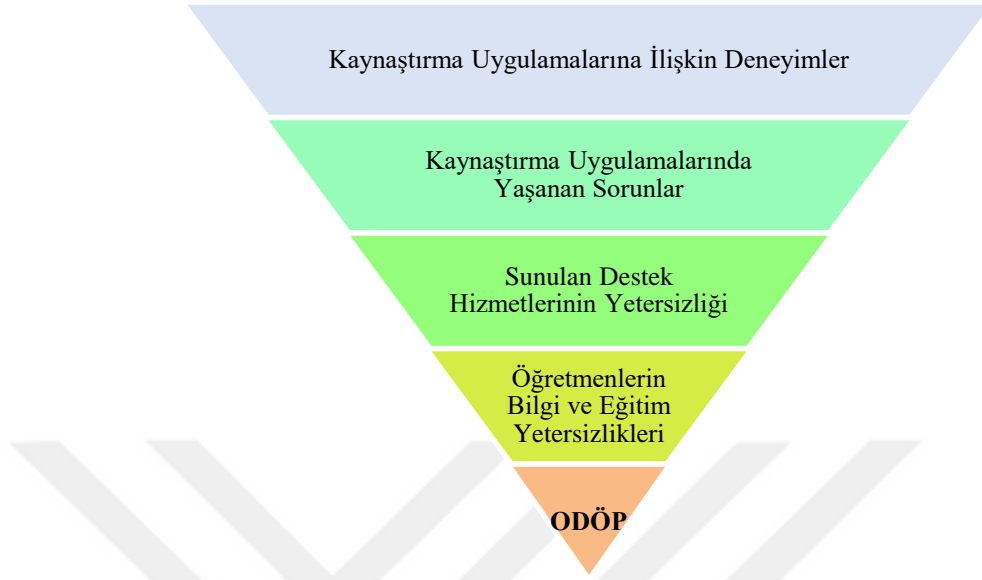 Kaynaştırma Uygulamalarına İlişkin Deneyimler
Kaynaştırma Uygulamalarında
Yaşanan Sorunlar
Sunulan Destek
Hizmetlerinin Yetersizliği
Öğretmenlerin
Bilgi ve Eğitim
Yetersizlikleri
ODÖP